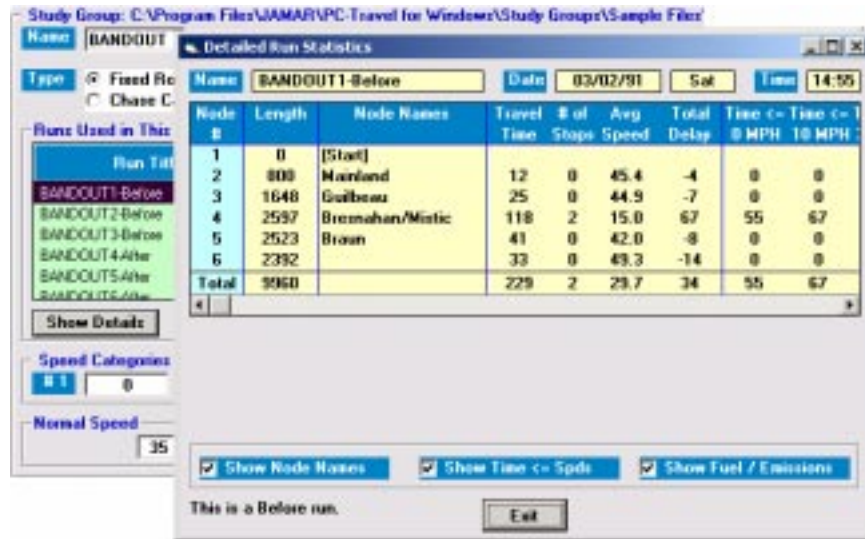 Study Group: C:\Program Files\JAMAR\PC-Travel for Windows\Study Groups\Sample Files\
Name BANDOUT
Type Fixed Ro
Chase C
Runs Used in This
Run Titl
BANDOUT1-Before
BANDOUT2-Before
BANDOUT3-Before
BANDOUT4-After
BANDOUT5-After
BANDOUT6-After
Show Details
Speed Categories
# 1 0
Normal Speed
35
Detailed Run Statistics
Name BANDOUT1-Before Date 03/02/91 Sat Time 14:55
Node # Length Node Names Travel Time # of Stops Avg Speed Total Delay Time <= 0 MPH Time <= 10 MPH
1 0 [Start]
2 800 Mainland 12 0 45.4 -4 0 0
3 1648 Guilbeau 25 0 44.9 -7 0 0
4 2597 Bresnahan/Mistic 118 2 15.0 67 55 67
5 2523 Braun 41 0 42.0 -8 0 0
6 2392 33 0 49.3 -14 0 0
Total 9960 229 2 29.7 34 55 67
Show Node Names Show Time <= Spds Show Fuel / Emissions
This is a Before run.
Exit